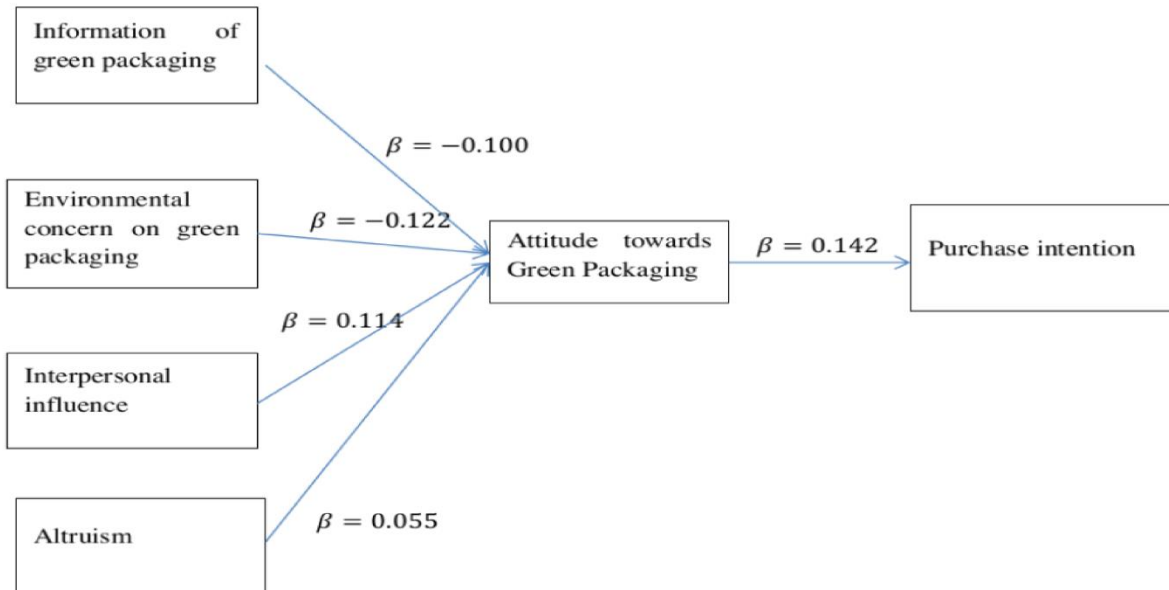 Information of
green packaging
β = −0.100
Environmental
concern on green
packaging
β = −0.122
Attitude towards
Green Packaging
β = 0.142
Purchase intention
β = 0.114
Interpersonal
influence
β = 0.055
Altruism